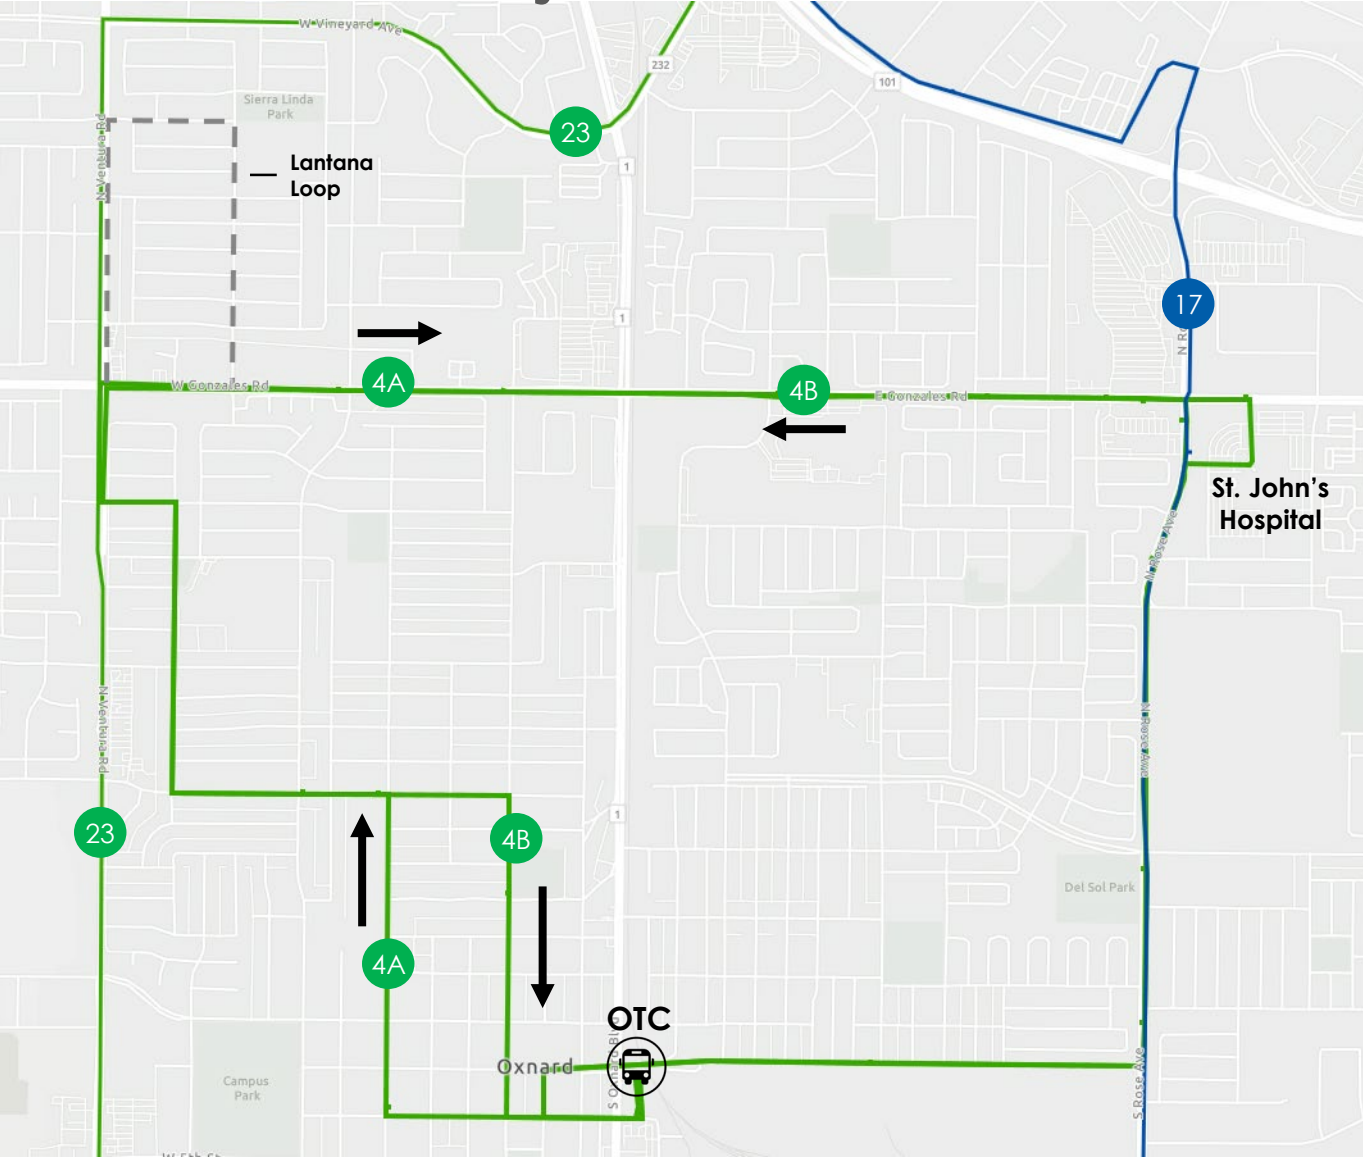 W Vineyard Ave
232
101
Sierra Linda
Park
23
N Ventura Rd
1
Lantana
Loop
17
1
N R
4A
W Gonzales Rd
4B
E Gonzales Rd
St. John's
Hospital
N Rose Ave
N Ventura Rd
N Rose Ave
1
23
4B
Del Sol Park
4A
OTC
Oxnard
S Oxnard Bl
Campus
Park
S Rose Ave
W 5th St